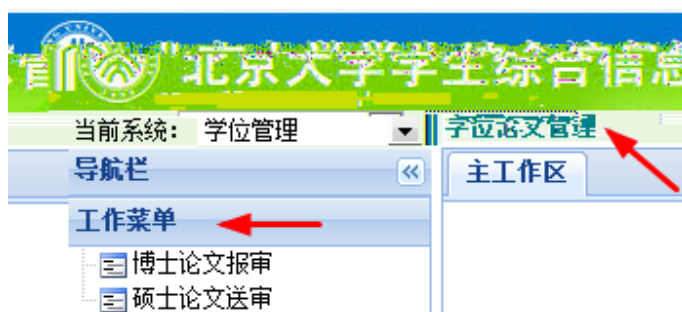 北京大学学生综合信息
当前系统： 学位管理 学位论文管理
导航栏 主工作区
工作菜单
博士论文报审
硕士论文送审